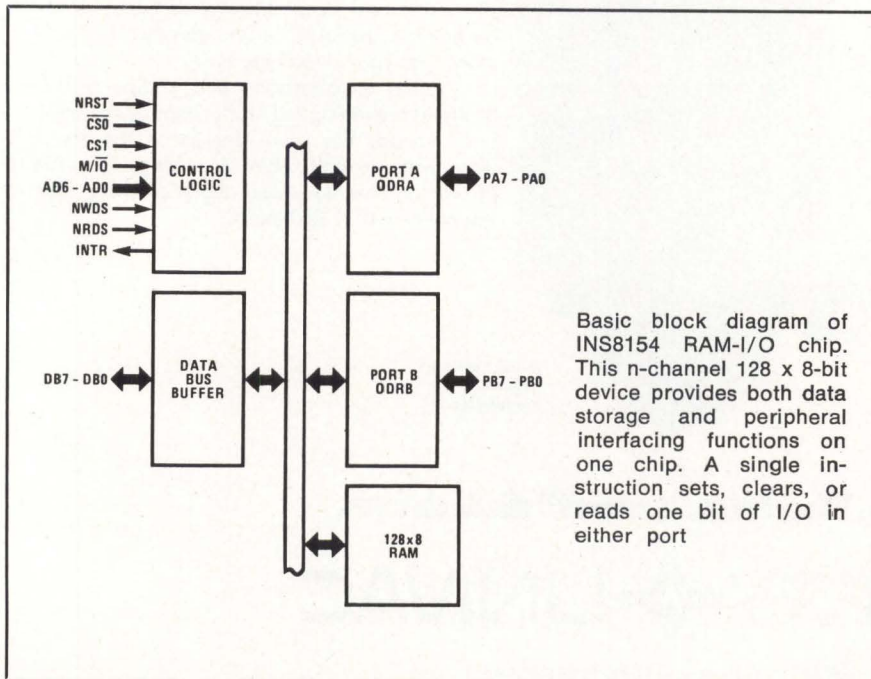 NRST
CS0
CS1
M/IO
AD6 - AD0
NWDS
NRDS
INTR
CONTROL
LOGIC
PORT A
ODRA
PA7 - PA0
DB7 - DB0
DATA
BUS
BUFFER
PORT B
ODRB
PB7 - PB0
128x8
RAM
Basic block diagram of
INS8154 RAM-I/O chip.
This n-channel 128 x 8-bit
device provides both data
storage and peripheral
interfacing functions on
one chip. A single in-
struction sets, clears, or
reads one bit of I/O in
either port